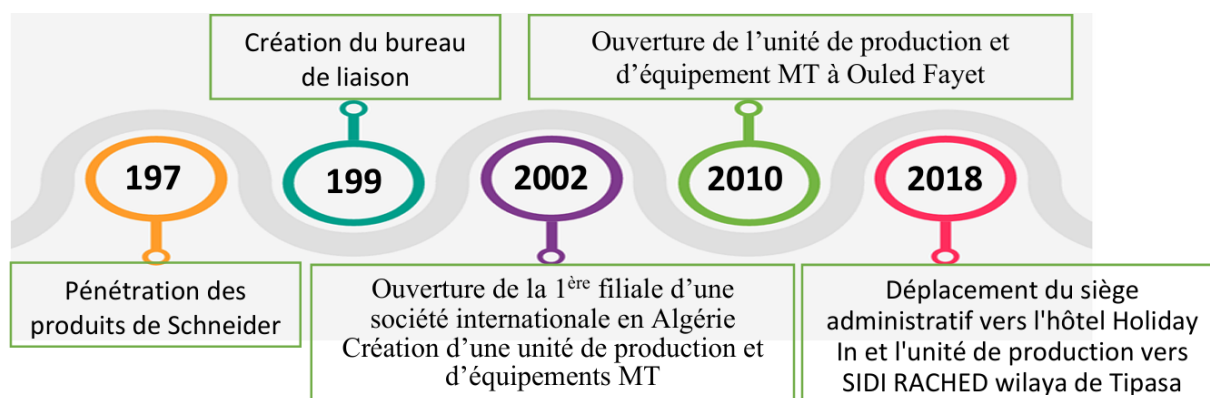 Création du bureau
de liaison
Ouverture de l’unité de production et
d’équipement MT à Ouled Fayet
197
199
2002
2010
2018
Pénétration des
produits de Schneider
Ouverture de la 1ère filiale d’une
société internationale en Algérie
Création d’une unité de production et
d’équipements MT
Déplacement du siège
administratif vers l'hôtel Holiday
In et l'unité de production vers
SIDI RACHED wilaya de Tipasa